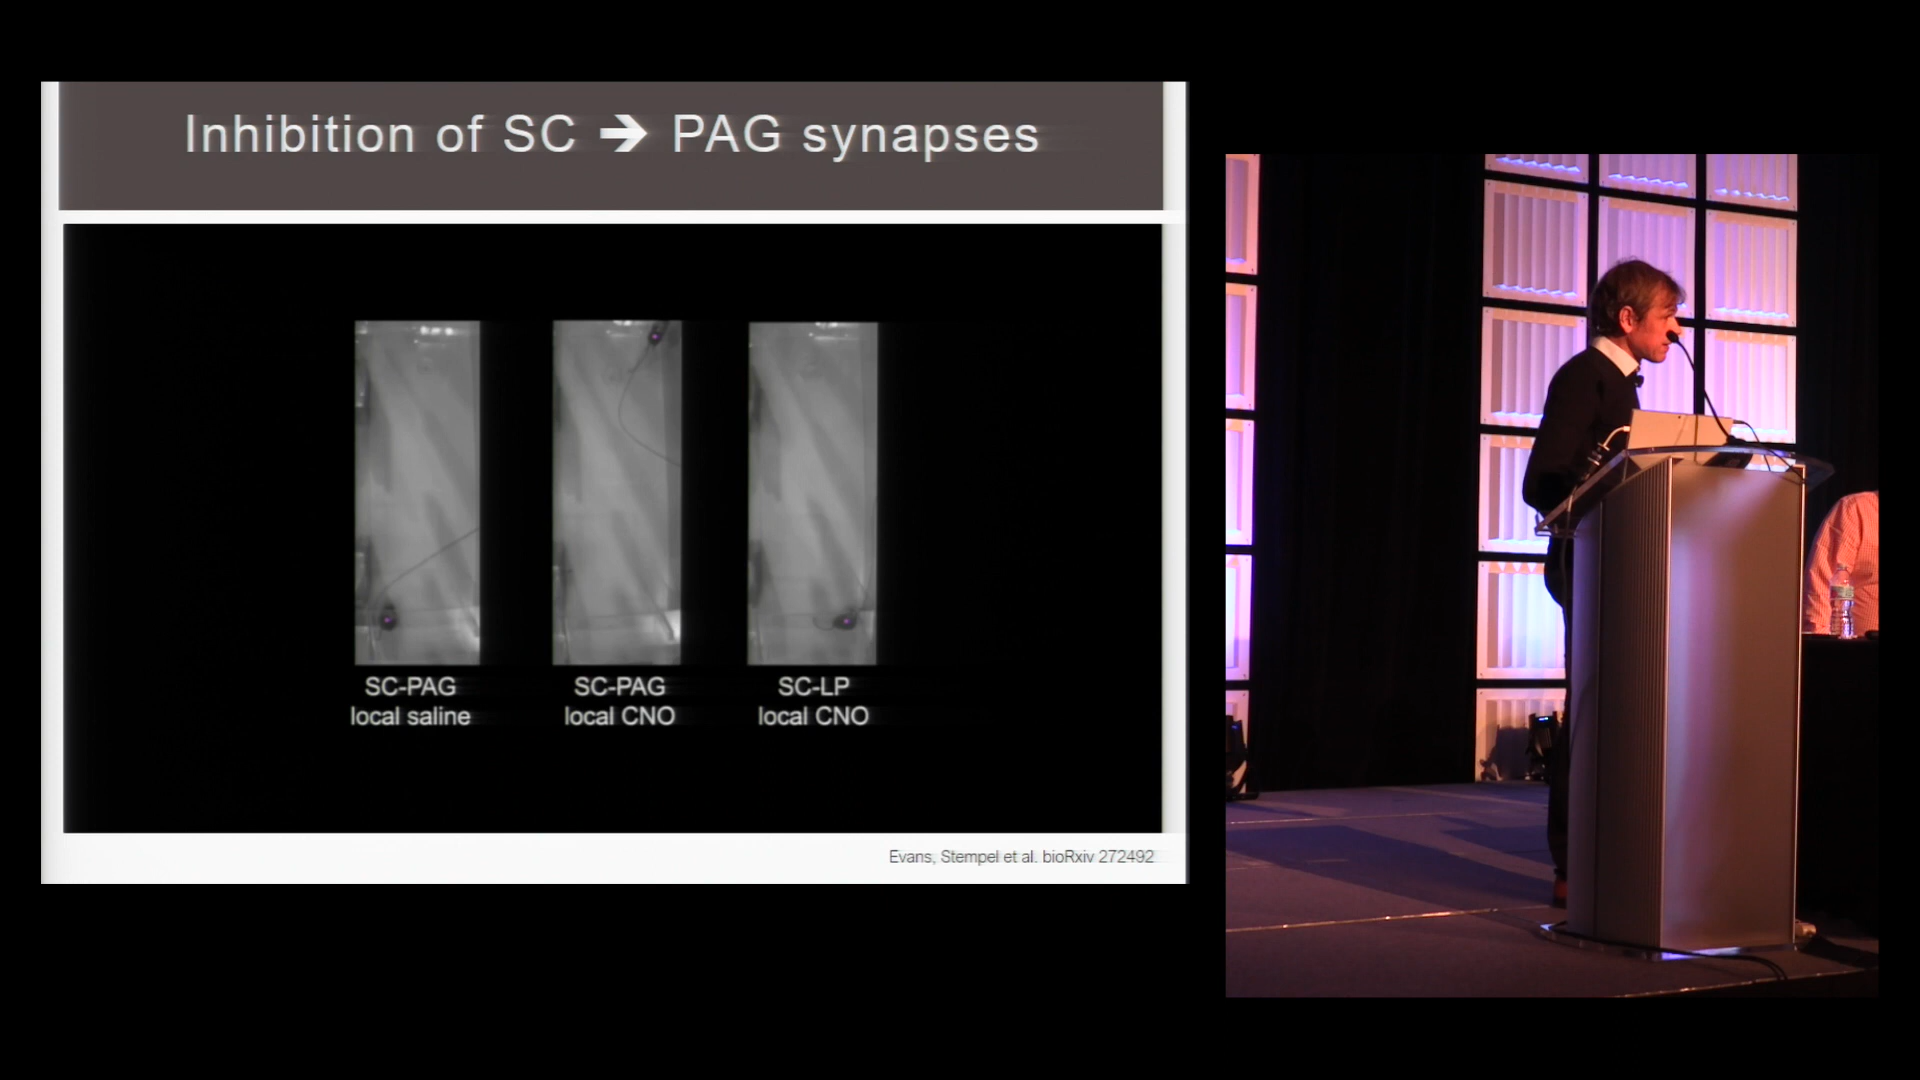 Inhibition of SC → PAG synapses
SC-PAG
local saline
SC-PAG
local CNO
SC-LP
local CNO
Evans, Stempel et al. bioRxiv 272492